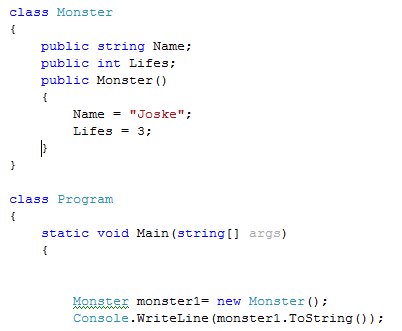 class Monster
{
    public string Name;
    public int Lifes;
    public Monster()
    {
        Name = "Joske";
        Lifes = 3;
    }
}

class Program
{
    static void Main(string[] args)
    {


        Monster monster1= new Monster();
        Console.WriteLine(monster1.ToString());